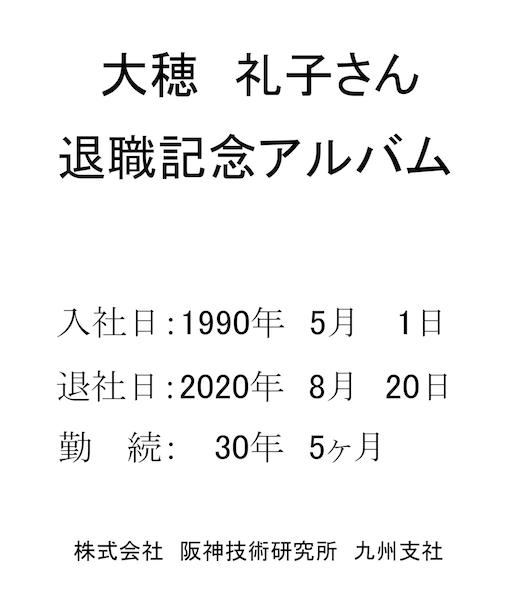 大穂　礼子さん
退職記念アルバム
入社日：1990年　5月　1日
退社日：2020年　8月　20日
勤　続：　30年　5ヶ月
株式会社　阪神技術研究所　九州支社